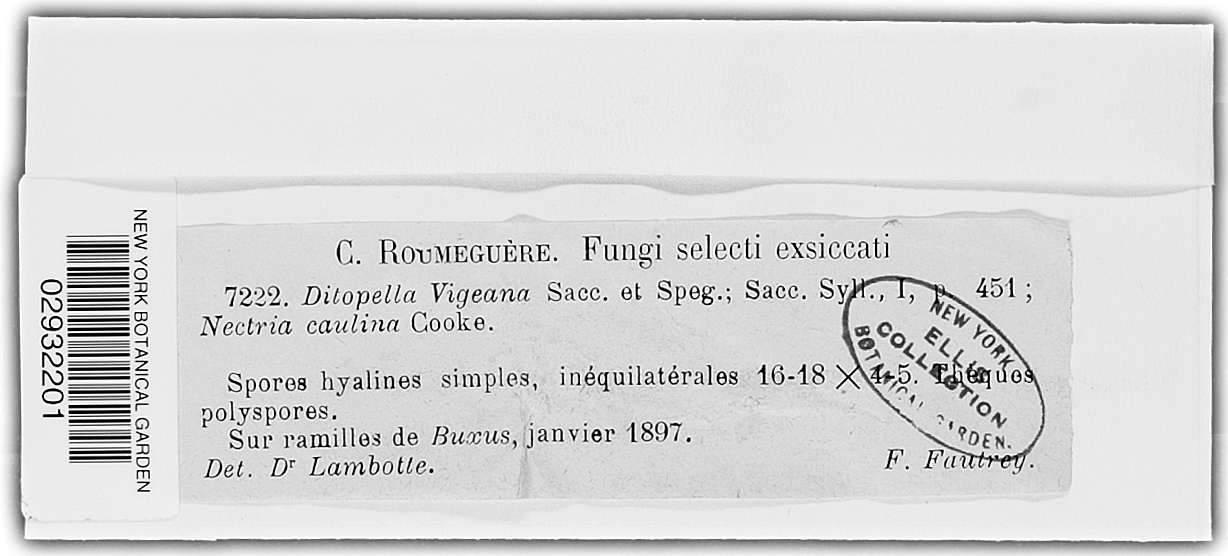 C. ROUMEGUÈRE. Fungi selecti exsiccati
7222. Ditopella Vigeana Sacc. et Speg.; Sacc. Syll., I, p. 451;
Nectria caulina Cooke.
Spores hyalines simples, inéquilatérales 16-18 × 4-5. Thèques
polyspores.
Sur ramilles de Buxus, janvier 1897.
Det. Dr Lambotte.
F. Fautrey.
NEW YORK
ELLIS
COLLECTION
BOTANICAL GARDEN.
NEW YORK BOTANICAL GARDEN
02932201